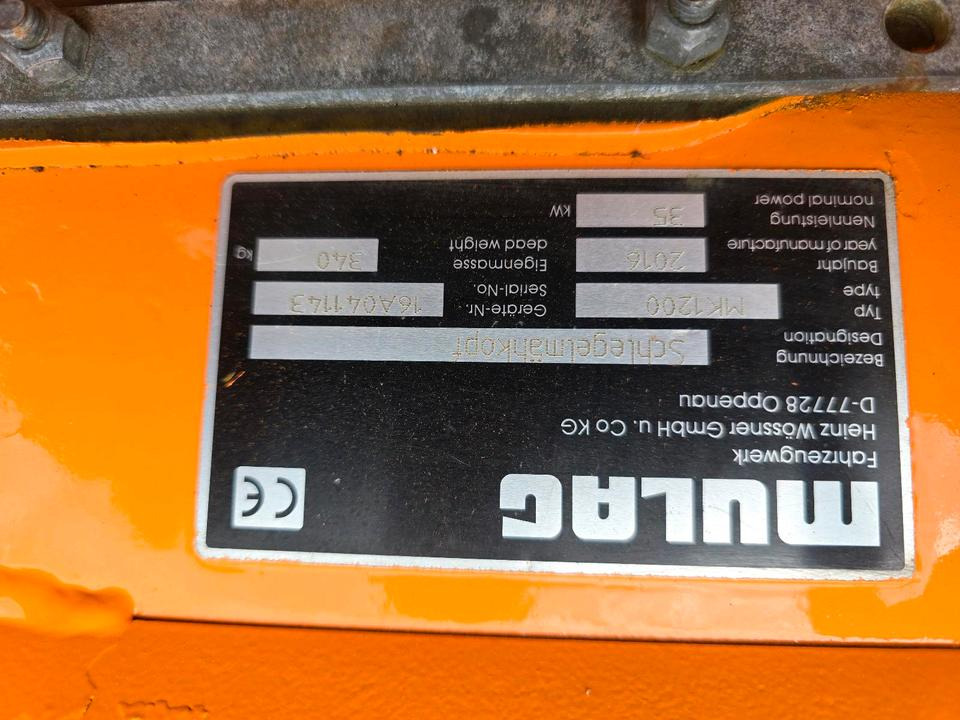 MULAG
Fahrzeugwerk
Heinz Wössner GmbH u. Co KG
D-77728 Oppenau
CE
Bezeichnung
Designation
Schlegelmähkopf
Typ
type
MK1200
Geräte-Nr.
Serial-No.
16A041143
Baujahr
year of manufacture
2016
Eigenmasse
dead weight
340 kg
Nennleistung
nominal power
35 kW